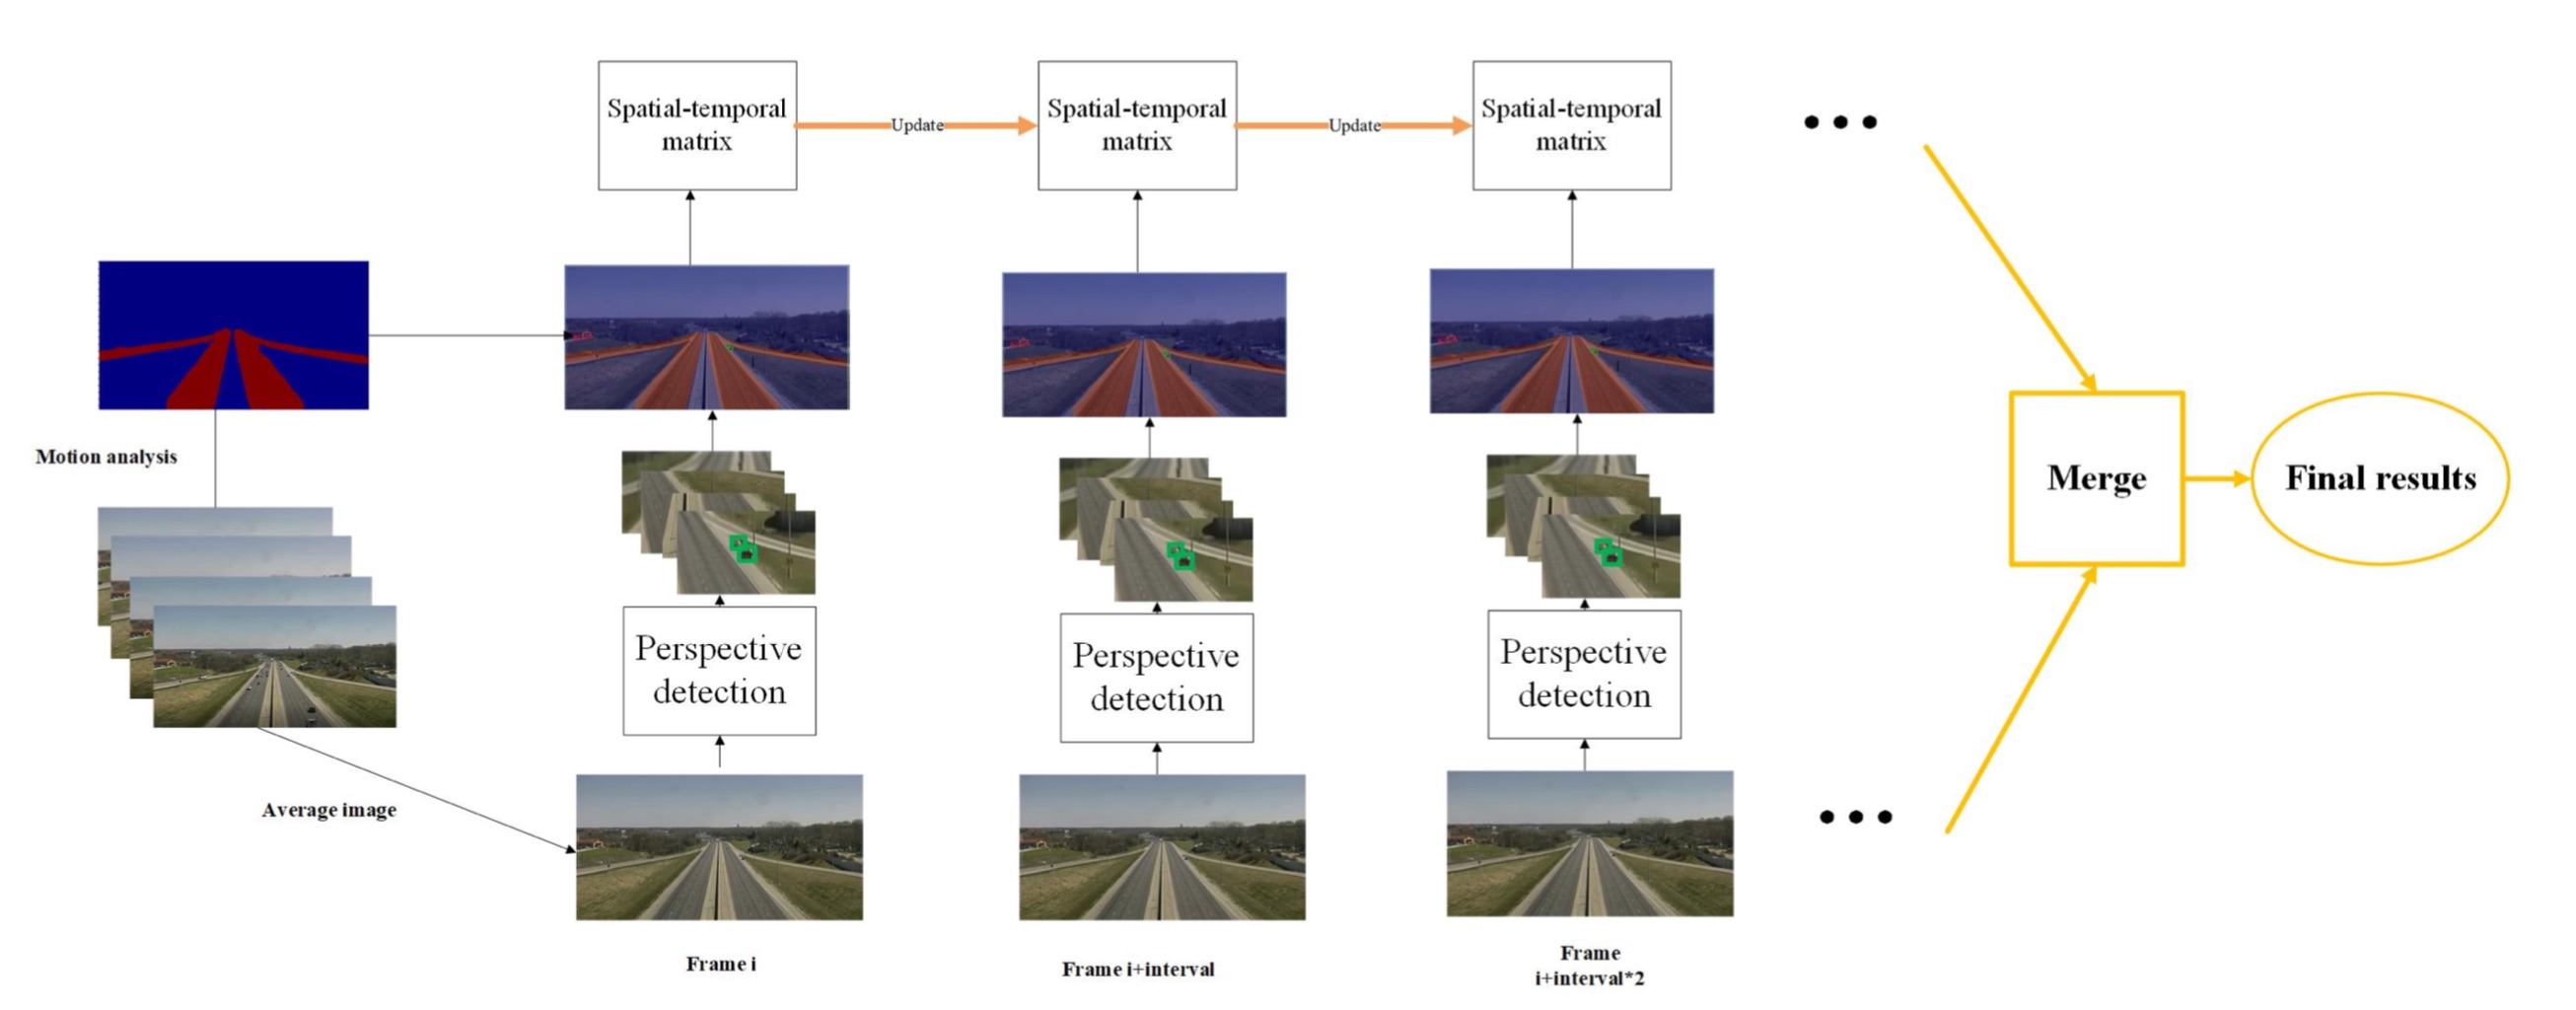 Spatial-temporal
matrix
Update
Spatial-temporal
matrix
Update
Spatial-temporal
matrix
Motion analysis
Merge
Final results
Perspective
detection
Perspective
detection
Perspective
detection
Average image
Frame i
Frame i+interval
Frame
i+interval*2